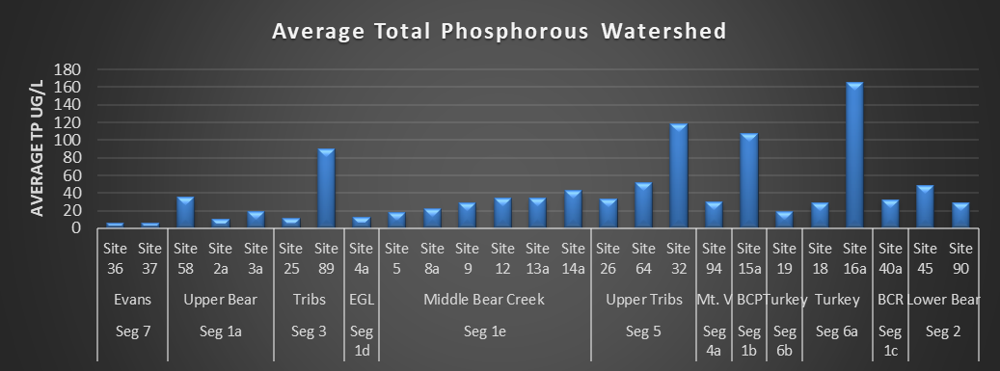 Average Total Phosphorous Watershed
AVERAGE TP UG/L
180
160
140
120
100
80
60
40
20
0
Site Site Site Site Site Site Site Site Site Site Site Site Site Site Site Site Site Site Site Site Site Site Site Site Site
36 37 58 2a 3a 25 89 4a 5 8a 9 12 13a 14a 26 64 32 94 15a 19 18 16a 40a 45 90
Evans Upper Bear Tribs EGL Middle Bear Creek Upper Tribs Mt. V BCP Turkey Turkey BCR Lower Bear
Seg 7 Seg 1a Seg 3 Seg 1d Seg 1e Seg 5 Seg 4a Seg 1b Seg 6b Seg 6a Seg 1c Seg 2